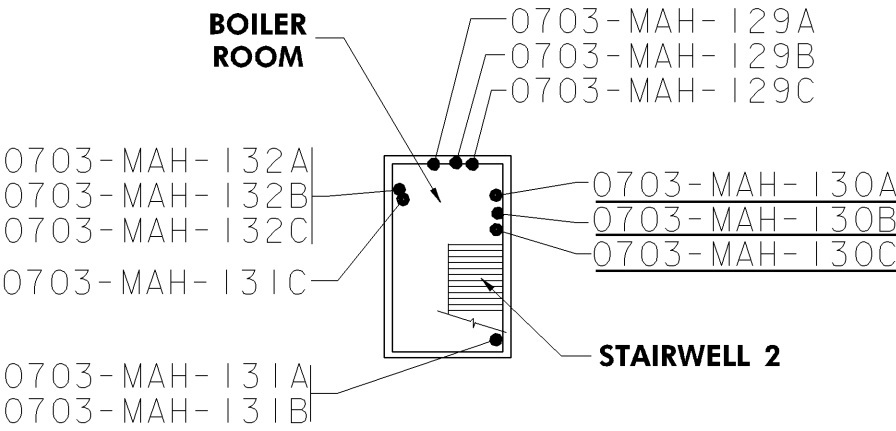 BOILER
ROOM
0703-MAH-129A
0703-MAH-129B
0703-MAH-129C
0703-MAH-132A
0703-MAH-132B
0703-MAH-132C
0703-MAH-131C
0703-MAH-130A
0703-MAH-130B
0703-MAH-130C
STAIRWELL 2
0703-MAH-131A
0703-MAH-131B